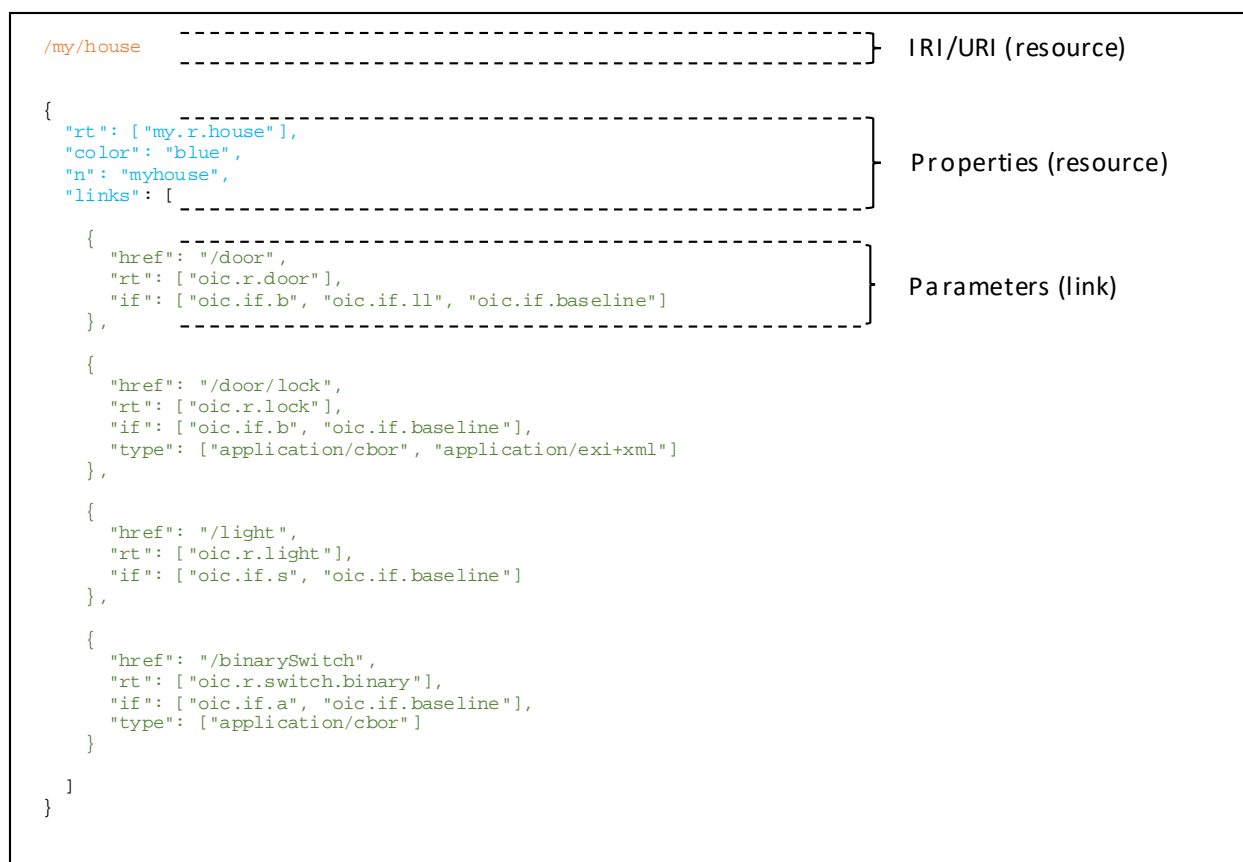 /my/house
IRI/URI (resource)
{
"rt": ["my.r.house"],
"color": "blue",
"n": "myhouse",
"links": [
Properties (resource)
{
"href": "/door",
"rt": ["oic.r.door"],
"if": ["oic.if.b", "oic.if.ll", "oic.if.baseline"]
},
Parameters (link)
{
"href": "/door/lock",
"rt": ["oic.r.lock"],
"if": ["oic.if.b", "oic.if.baseline"],
"type": ["application/cbor", "application/exi+xml"]
},
{
"href": "/light",
"rt": ["oic.r.light"],
"if": ["oic.if.s", "oic.if.baseline"]
},
{
"href": "/binarySwitch",
"rt": ["oic.r.switch.binary"],
"if": ["oic.if.a", "oic.if.baseline"],
"type": ["application/cbor"]
}
]
}